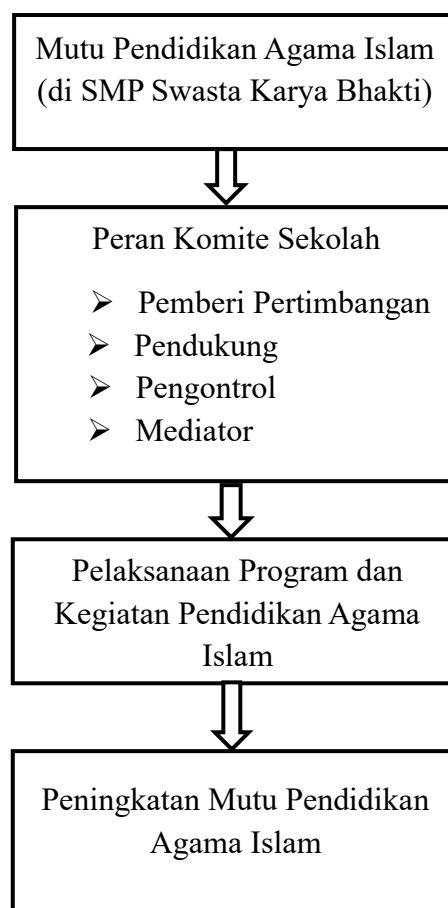 Mutu Pendidikan Agama Islam
(di SMP Swasta Karya Bhakti)
Peran Komite Sekolah
➢ Pemberi Pertimbangan
➢ Pendukung
➢ Pengontrol
➢ Mediator
Pelaksanaan Program dan
Kegiatan Pendidikan Agama
Islam
Peningkatan Mutu Pendidikan
Agama Islam